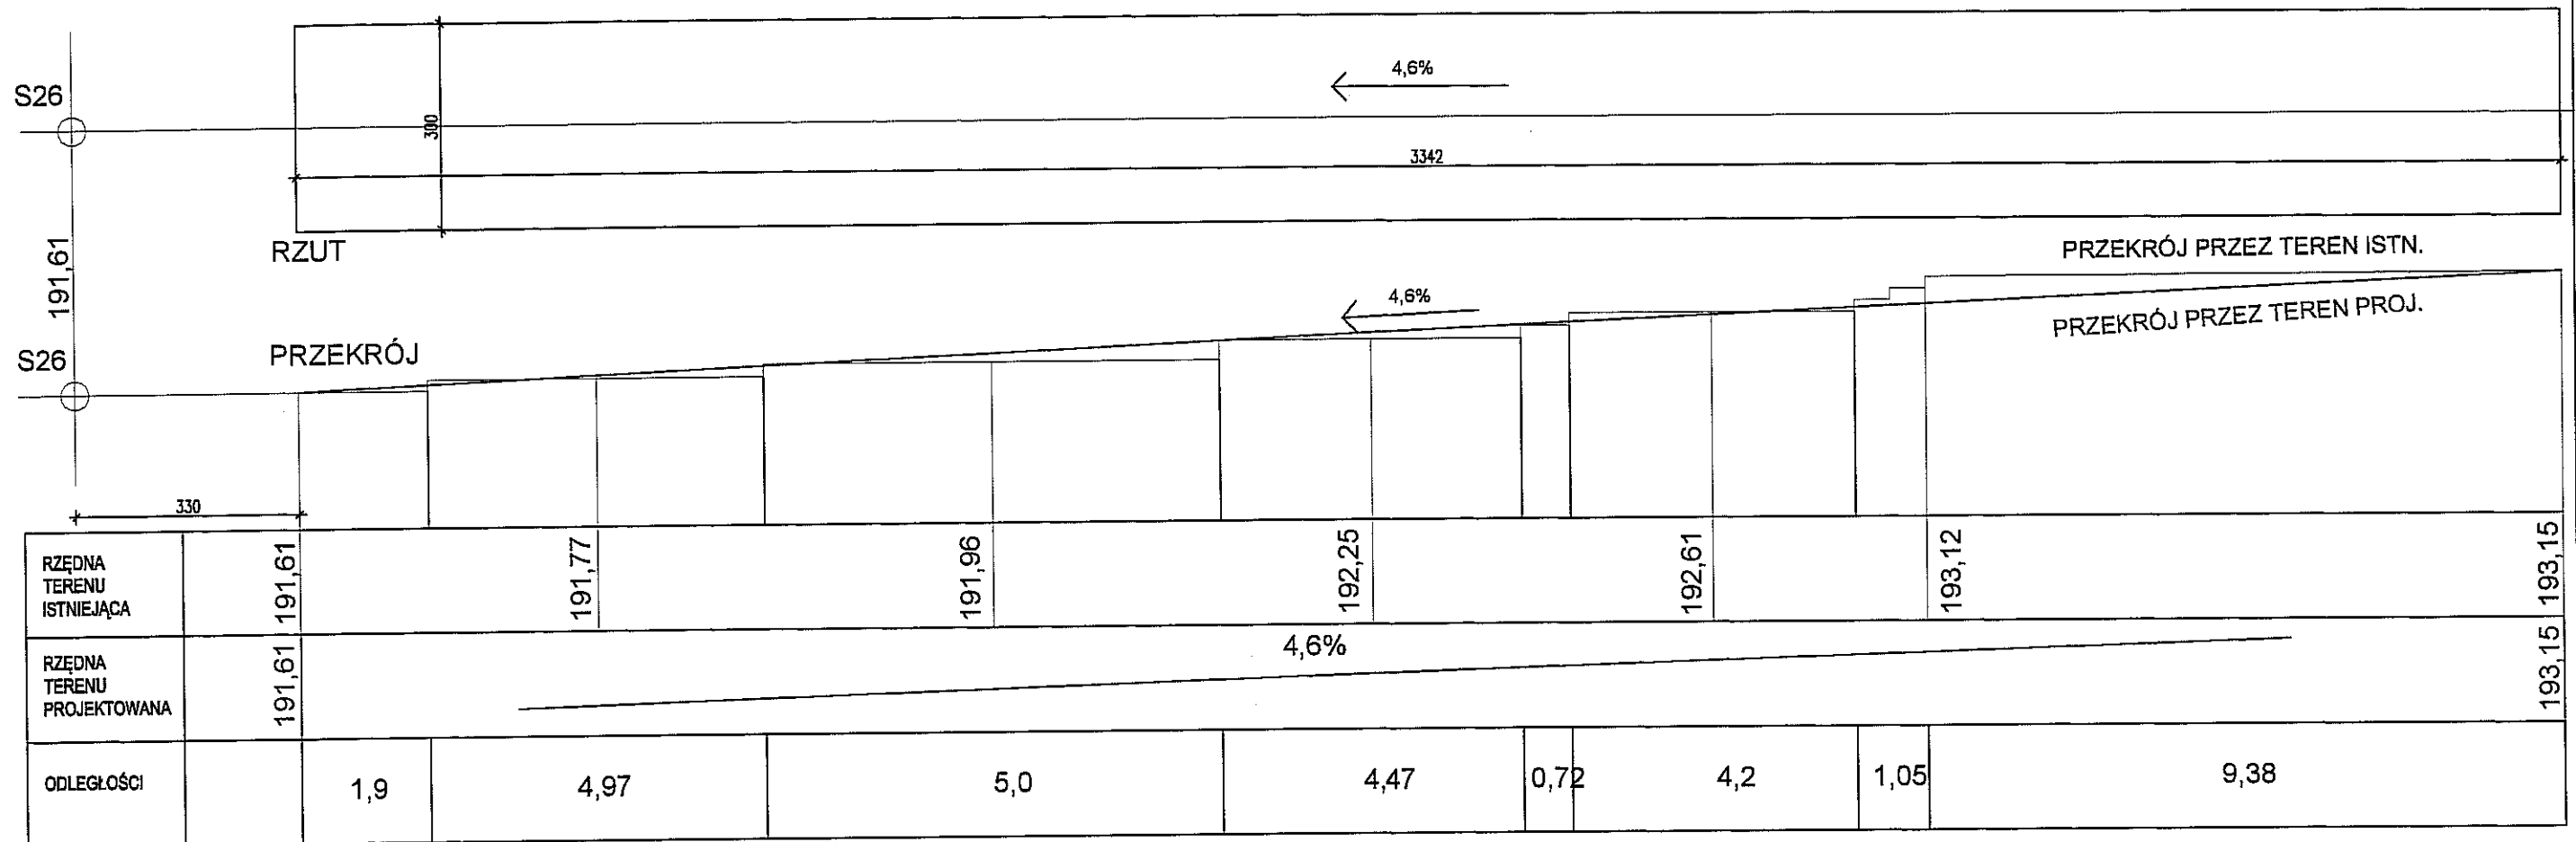 4,6%
S26
300
3342
RZUT
191,61
PRZEKRÓJ PRZEZ TEREN ISTN.
4,6%
PRZEKRÓJ PRZEZ TEREN PROJ.
PRZEKRÓJ
S26
330
RZĘDNA
TERENU
ISTNIEJĄCA
191,61
191,77
191,96
192,25
192,61
193,12
193,15
RZĘDNA
TERENU
PROJEKTOWANA
191,61
4,6%
193,15
ODLEGŁOŚCI
1,9
4,97
5,0
4,47
0,72
4,2
1,05
9,38